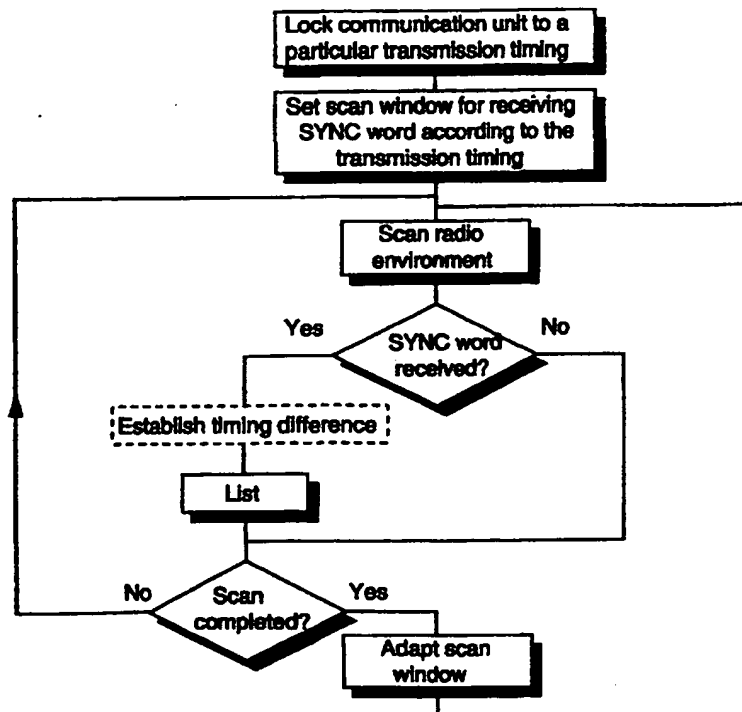 Lock communication unit to a
particular transmission timing
Set scan window for receiving
SYNC word according to the
transmission timing
Scan radio
environment
Yes
No
SYNC word
received?
Establish timing difference
List
No
Yes
Scan
completed?
Adapt scan
window